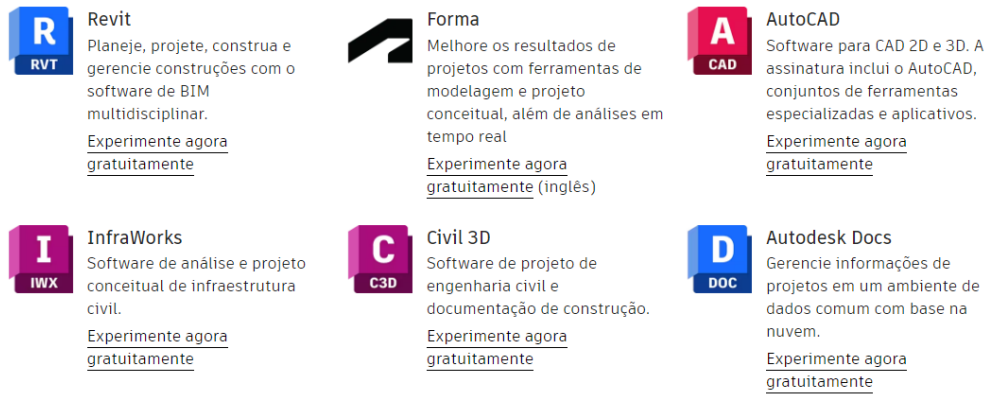 R
RVT
Revit
Planeje, projete, construa e
gerencie construções com o
software de BIM
multidisciplinar.
Experimente agora
gratuitamente
Forma
Melhore os resultados de
projetos com ferramentas de
modelagem e projeto
conceitual, além de análises em
tempo real
Experimente agora
gratuitamente (inglês)
A
CAD
AutoCAD
Software para CAD 2D e 3D. A
assinatura inclui o AutoCAD,
conjuntos de ferramentas
especializadas e aplicativos.
Experimente agora
gratuitamente
I
IWX
InfraWorks
Software de análise e projeto
conceitual de infraestrutura
civil.
Experimente agora
gratuitamente
C
C3D
Civil 3D
Software de projeto de
engenharia civil e
documentação de construção.
Experimente agora
gratuitamente
D
DOC
Autodesk Docs
Gerencie informações de
projetos em um ambiente de
dados comum com base na
nuvem.
Experimente agora
gratuitamente